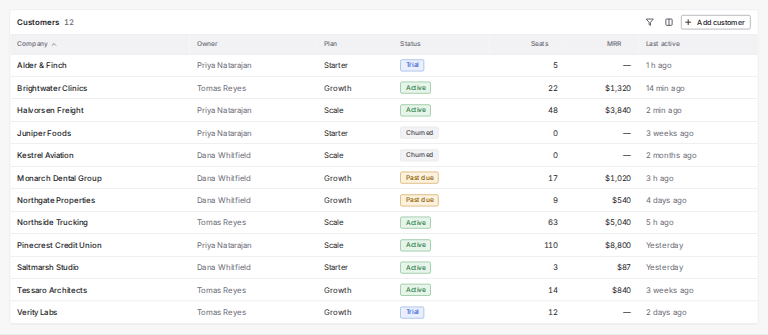 Customers 12 Add customer
Company Owner Plan Status Seats MRR Last active
Alder & Finch Priya Natarajan Starter Trial 5 — 1 h ago
Brightwater Clinics Tomas Reyes Growth Active 22 $1,320 14 min ago
Halvorsen Freight Tomas Reyes Scale Active 48 $3,840 2 min ago
Juniper Foods Priya Natarajan Starter Churned 0 — 3 weeks ago
Kestrel Aviation Dana Whitfield Scale Churned 0 — 2 months ago
Monarch Dental Group Dana Whitfield Growth Past due 17 $1,020 3 h ago
Northgate Properties Dana Whitfield Growth Past due 9 $540 4 days ago
Northside Trucking Tomas Reyes Scale Active 63 $5,040 5 h ago
Pinecrest Credit Union Priya Natarajan Scale Active 110 $8,800 Yesterday
Saltmarsh Studio Dana Whitfield Starter Active 3 $87 Yesterday
Tessaro Architects Tomas Reyes Growth Active 14 $840 3 weeks ago
Verity Labs Tomas Reyes Growth Trial 12 — 2 days ago